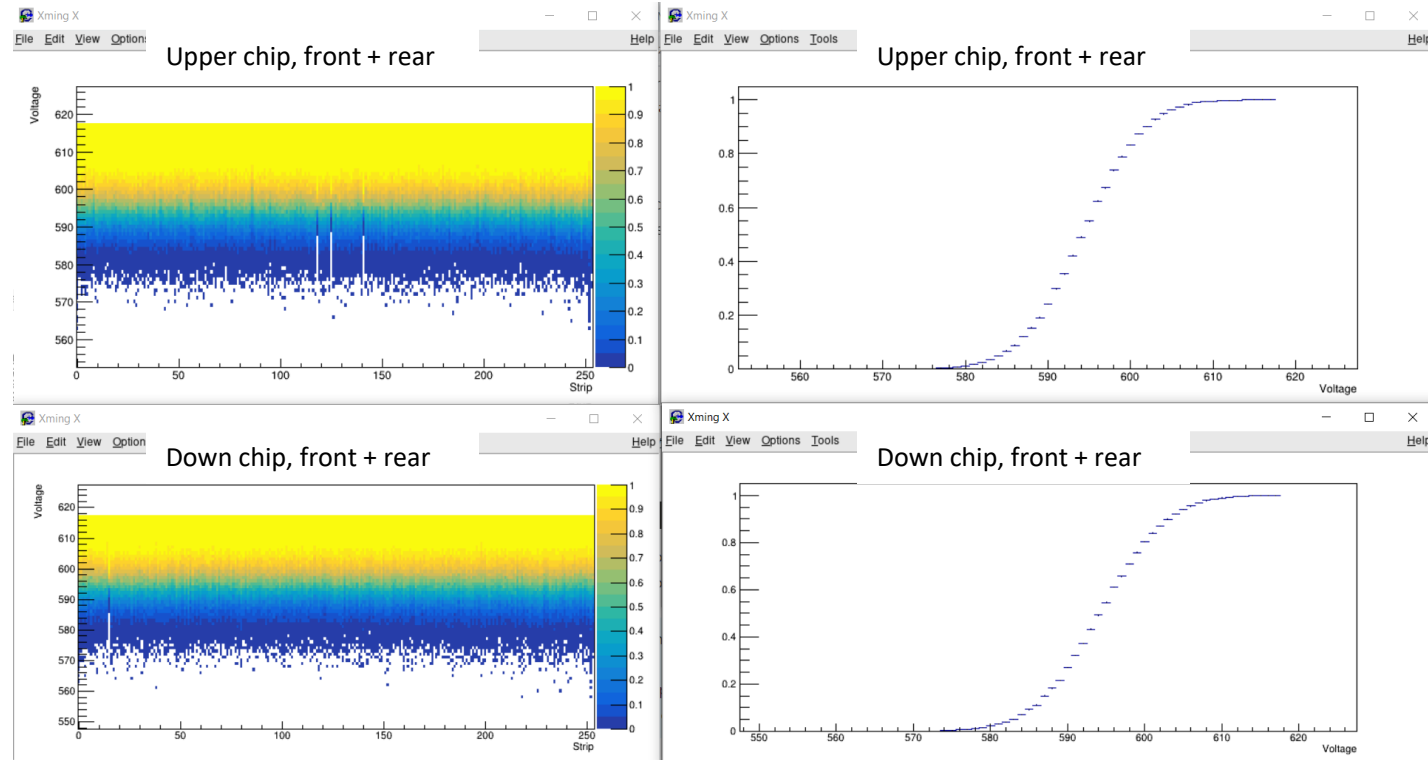 Xming X
File Edit View Option
Help
Upper chip, front + rear
Voltage
620
610
600
590
580
570
560
0 50 100 150 200 250
Strip
1
0.9
0.8
0.7
0.6
0.5
0.4
0.3
0.2
0.1
0
Xming X
File Edit View Options Tools
Help
Upper chip, front + rear
1
0.8
0.6
0.4
0.2
0
560 570 580 590 600 610 620
Voltage
Xming X
File Edit View Option
Help
Down chip, front + rear
Voltage
620
610
600
590
580
570
560
550
0 50 100 150 200 250
Strip
1
0.9
0.8
0.7
0.6
0.5
0.4
0.3
0.2
0.1
0
Xming X
File Edit View Options Tools
Help
Down chip, front + rear
1
0.8
0.6
0.4
0.2
0
550 560 570 580 590 600 610 620
Voltage